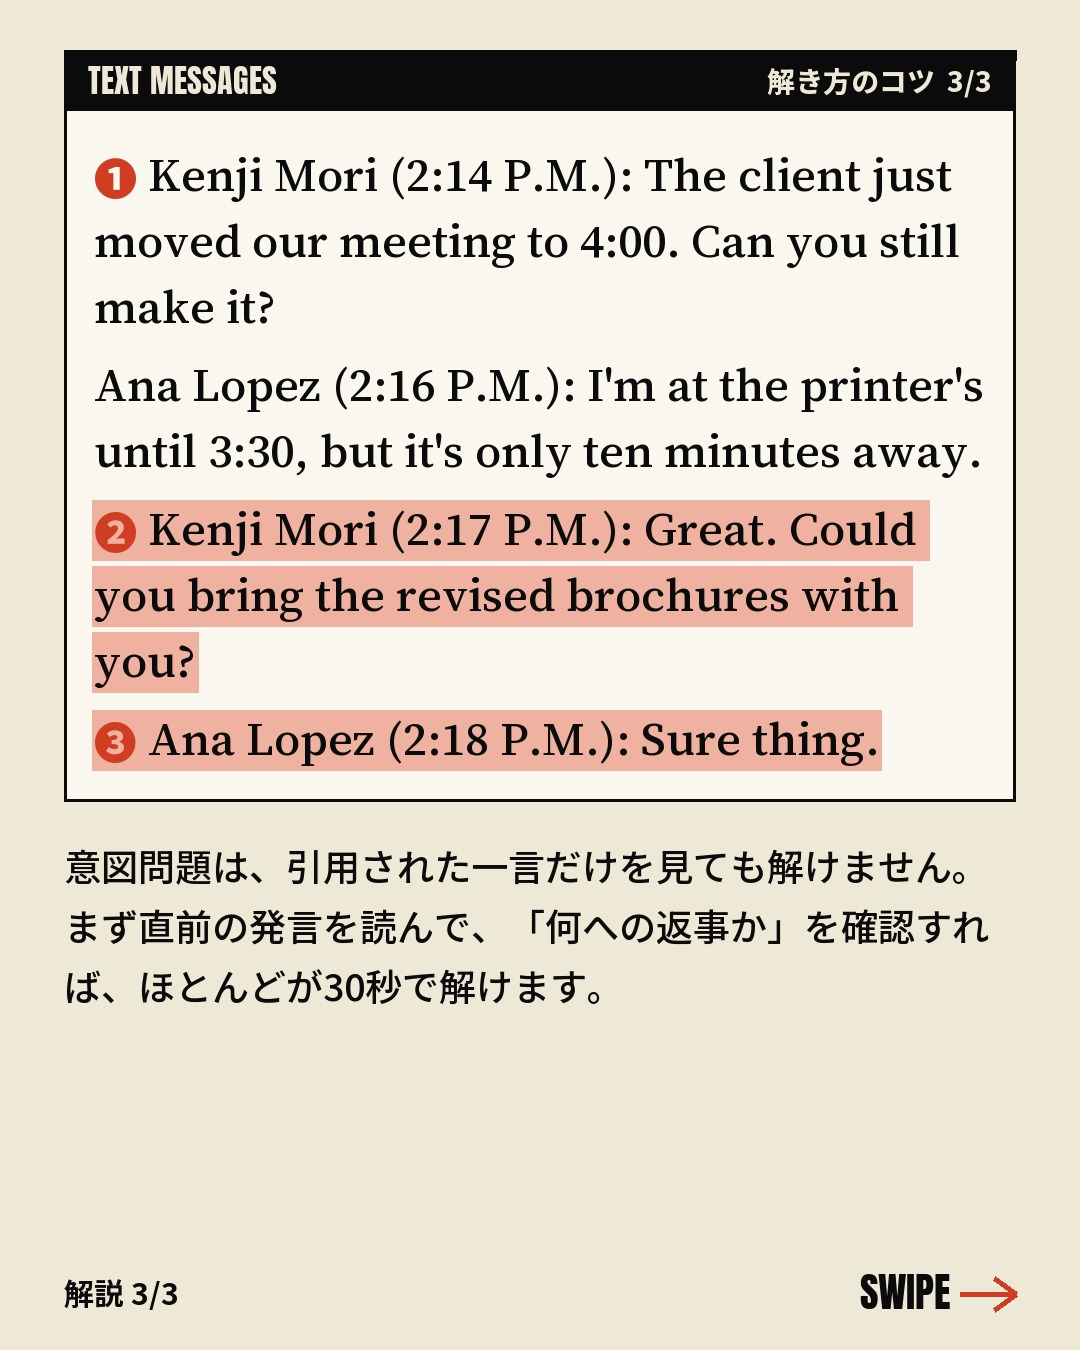 TEXT MESSAGES
解き方のコツ 3/3
❶ Kenji Mori (2:14 P.M.): The client just
moved our meeting to 4:00. Can you still
make it?
Ana Lopez (2:16 P.M.): I'm at the printer's
until 3:30, but it's only ten minutes away.
❷ Kenji Mori (2:17 P.M.): Great. Could
you bring the revised brochures with
you?
❸ Ana Lopez (2:18 P.M.): Sure thing.
意図問題は、引用された一言だけを見ても解けません。
まず直前の発言を読んで、「何への返事か」を確認すれ
ば、ほとんどが30秒で解けます。
解説 3/3
SWIPE →